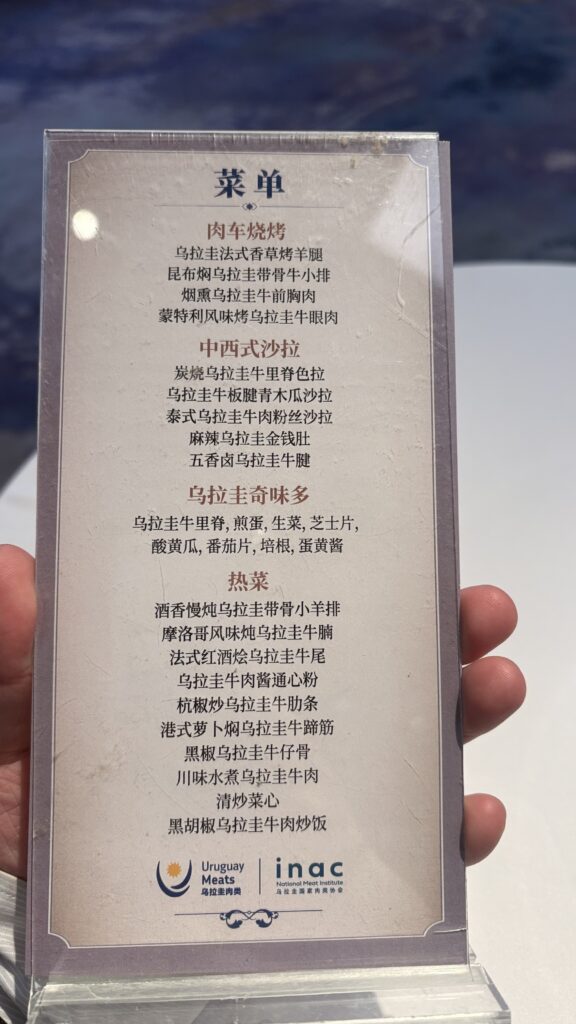 菜单
肉车烧烤
乌拉圭法式香草烤羊腿
昆布焖乌拉圭带骨牛小排
烟熏乌拉圭牛前胸肉
蒙特利风味烤乌拉圭牛眼肉
中西式沙拉
炭烧乌拉圭牛里脊色拉
乌拉圭牛板腱青木瓜沙拉
泰式乌拉圭牛肉粉丝沙拉
麻辣乌拉圭金钱肚
五香卤乌拉圭牛腱
乌拉圭奇味多
乌拉圭牛里脊, 煎蛋, 生菜, 芝士片,
酸黄瓜, 番茄片, 培根, 蛋黄酱
热菜
酒香慢炖乌拉圭带骨小羊排
摩洛哥风味炖乌拉圭牛腩
法式红酒烩乌拉圭牛尾
乌拉圭牛肉酱通心粉
杭椒炒乌拉圭牛肋条
港式萝卜焖乌拉圭牛蹄筋
黑椒乌拉圭牛仔骨
川味水煮乌拉圭牛肉
清炒菜心
黑胡椒乌拉圭牛肉炒饭
Uruguay
Meats
乌拉圭肉类
inac
National Meat Institute
乌拉圭国家肉类协会